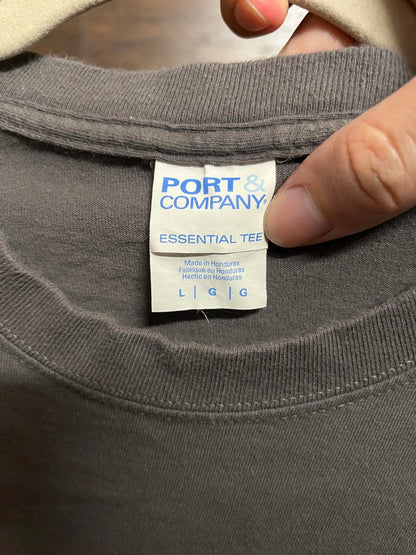 PORT &
COMPANY
ESSENTIAL TEE
Made in Honduras
Fabriqué au Honduras
Hecho en Honduras
L | G | G